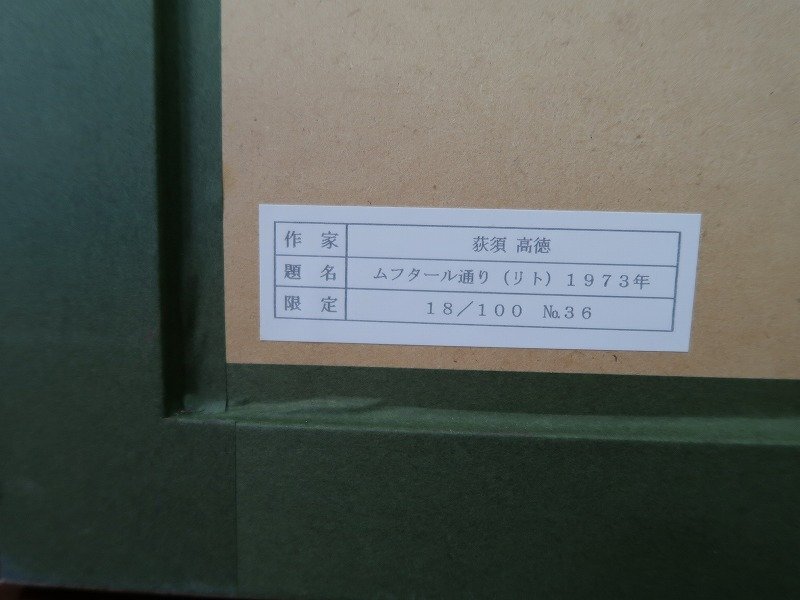 作 家 荻須 高徳
題 名 ムフタール通り（リト）１９７３年
限 定 １８／１００ №３６